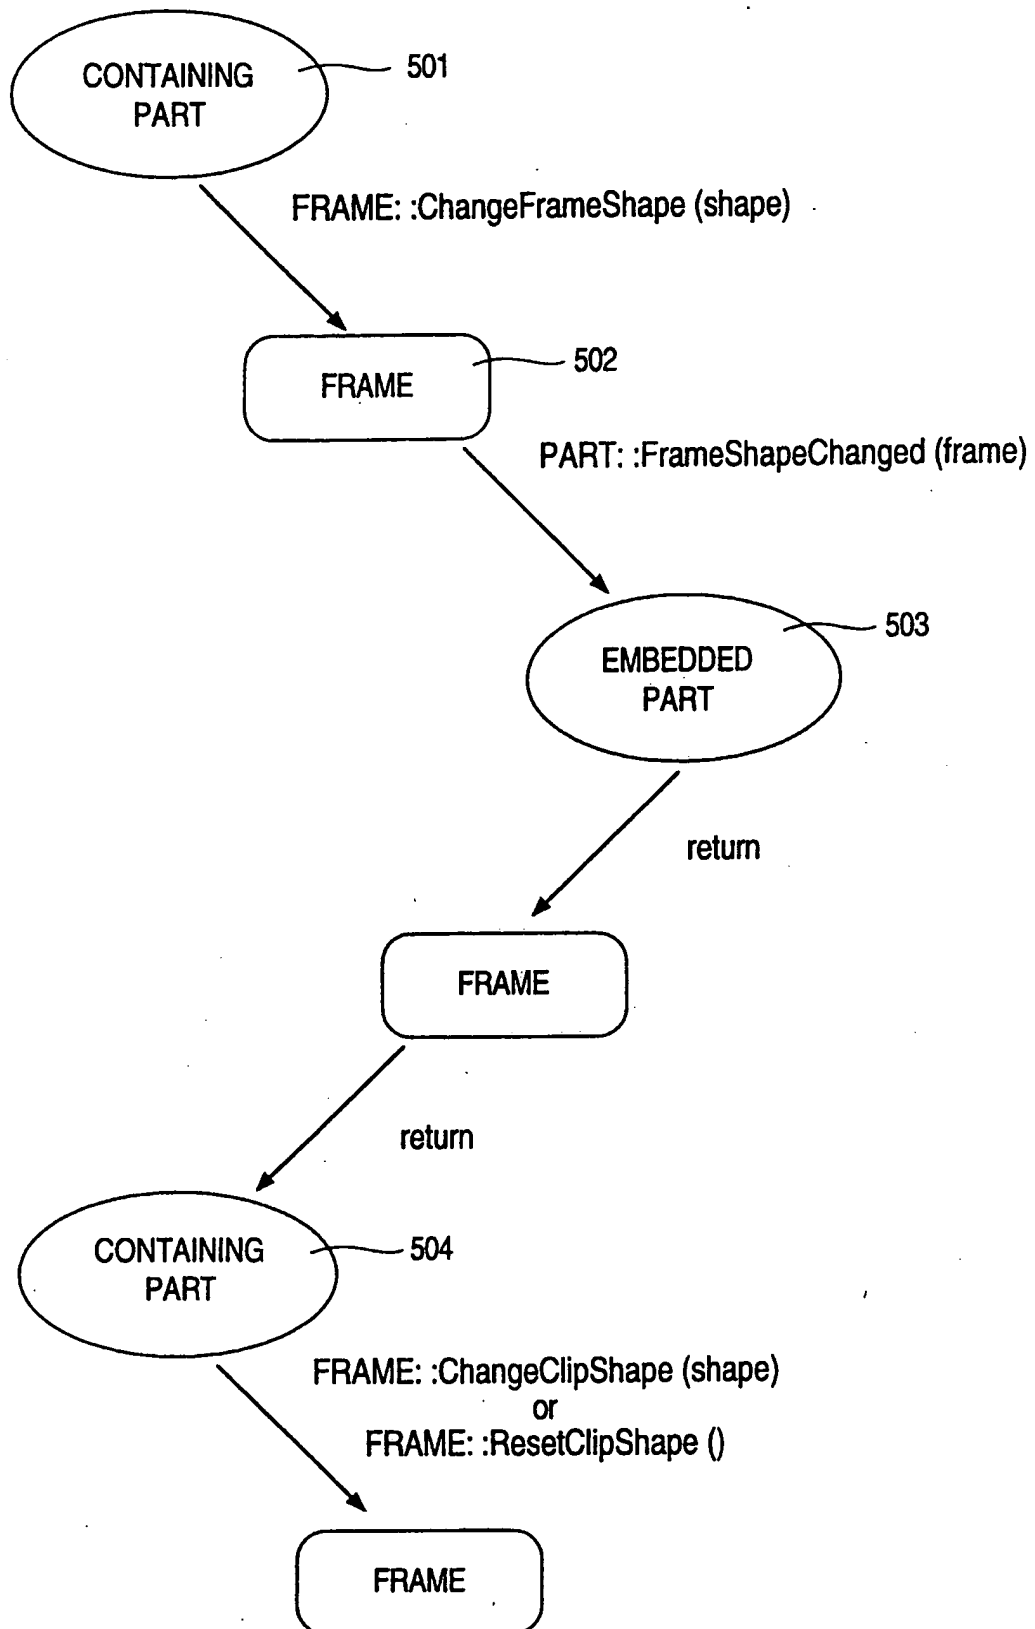 CONTAINING
PART
501
FRAME: :ChangeFrameShape (shape)
FRAME
502
PART: :FrameShapeChanged (frame)
EMBEDDED
PART
503
return
FRAME
return
CONTAINING
PART
504
FRAME: :ChangeClipShape (shape)
or
FRAME: :ResetClipShape ()
FRAME